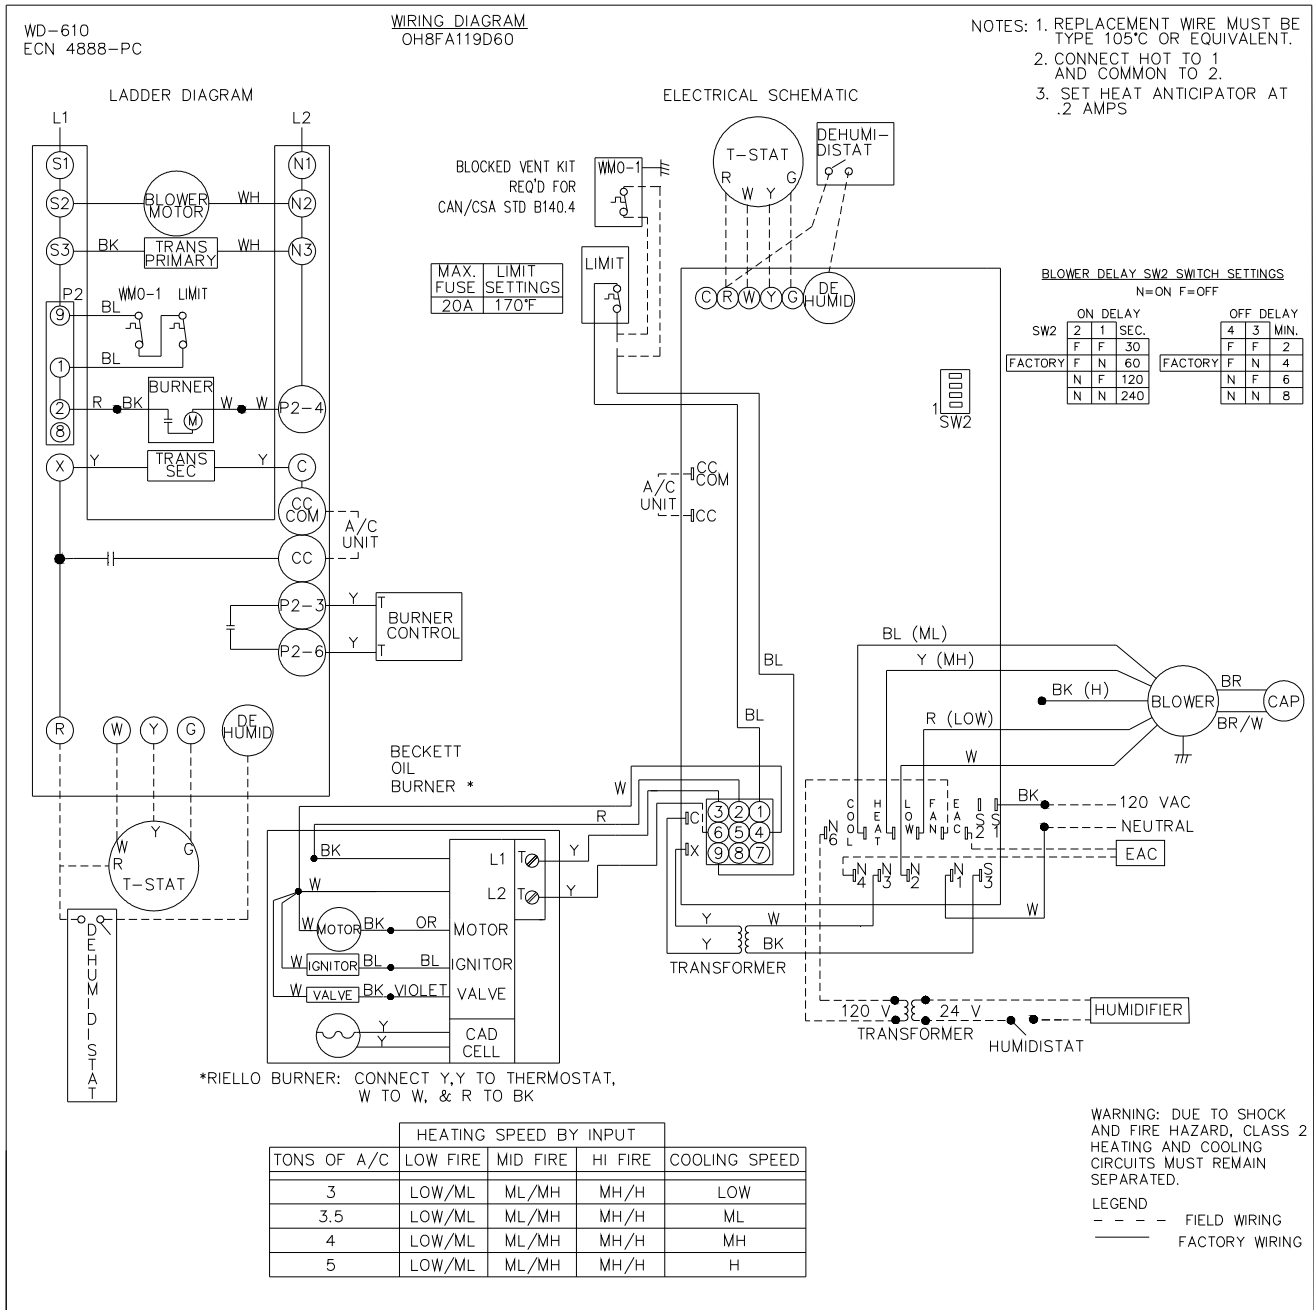 WD-610
ECN 4888-PC
WIRING DIAGRAM
OH8FA119D60
NOTES: 1. REPLACEMENT WIRE MUST BE
TYPE 105°C OR EQUIVALENT.
2. CONNECT HOT TO 1
AND COMMON TO 2.
3. SET HEAT ANTICIPATOR AT
.2 AMPS
LADDER DIAGRAM
L1
L2
S1
N1
S2
BLOWER
MOTOR
WH
N2
S3
BK
TRANS
PRIMARY
WH
N3
P2
WMO-1
LIMIT
9
BL
1
BL
BURNER
2
R
BK
M
W
W
P2-4
8
X
Y
TRANS
SEC
Y
C
CC
COM
A/C
UNIT
CC
P2-3
Y
T
BURNER
CONTROL
P2-6
Y
T
R
W
Y
G
DE
HUMID
W
Y
G
R
T-STAT
DEHUMIDISTAT
ELECTRICAL SCHEMATIC
BLOCKED VENT KIT
REQ'D FOR
CAN/CSA STD B140.4
WMO-1
T-STAT
R
W
Y
G
DEHUMI-
DISTAT
MAX. FUSE LIMIT SETTINGS
20A 170°F
LIMIT
C R W Y G
DE
HUMID
1
SW2
CC
COM
A/C
UNIT
CC
BLOWER DELAY SW2 SWITCH SETTINGS
N=ON F=OFF
ON DELAY
SW2 2 1 SEC.
F F 30
FACTORY F N 60
N F 120
N N 240
OFF DELAY
4 3 MIN.
F F 2
FACTORY F N 4
N F 6
N N 8
BL (ML)
Y (MH)
BK (H)
R (LOW)
W
BLOWER
BR
CAP
BR/W
BL
BL
BECKETT
OIL
BURNER *
W
R
C
X
3 2 1
6 5 4
9 8 7
N6
COOL
HEAT
LOW
FAN
EAC
S2
S1
BK
120 VAC
NEUTRAL
EAC
N4
N3
N2
N1
S3
W
Y
W
Y
BK
TRANSFORMER
120 V
24 V
TRANSFORMER
HUMIDISTAT
HUMIDIFIER
BK
L1
T
Y
W
L2
T
Y
W
MOTOR
BK
OR
MOTOR
W
IGNITOR
BL
BL
IGNITOR
W
VALVE
BK
VIOLET
VALVE
Y
Y
CAD
CELL
*RIELLO BURNER: CONNECT Y,Y TO THERMOSTAT,
W TO W, & R TO BK
HEATING SPEED BY INPUT
TONS OF A/C LOW FIRE MID FIRE HI FIRE COOLING SPEED
3 LOW/ML ML/MH MH/H LOW
3.5 LOW/ML ML/MH MH/H ML
4 LOW/ML ML/MH MH/H MH
5 LOW/ML ML/MH MH/H H
WARNING: DUE TO SHOCK
AND FIRE HAZARD, CLASS 2
HEATING AND COOLING
CIRCUITS MUST REMAIN
SEPARATED.
LEGEND
FIELD WIRING
FACTORY WIRING